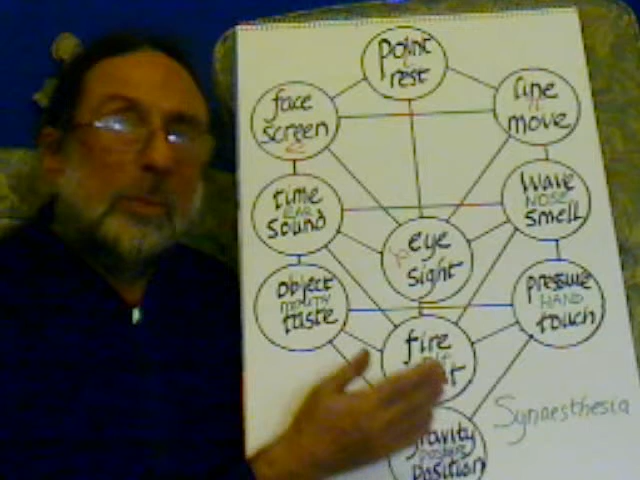 point
rest
face
screen
line
move
time
EAR
sound
wave
NOSE
smell
eye
sight
object
MOUTH
taste
pressure
HAND
touch
fire
gravity
position
Synaesthesia